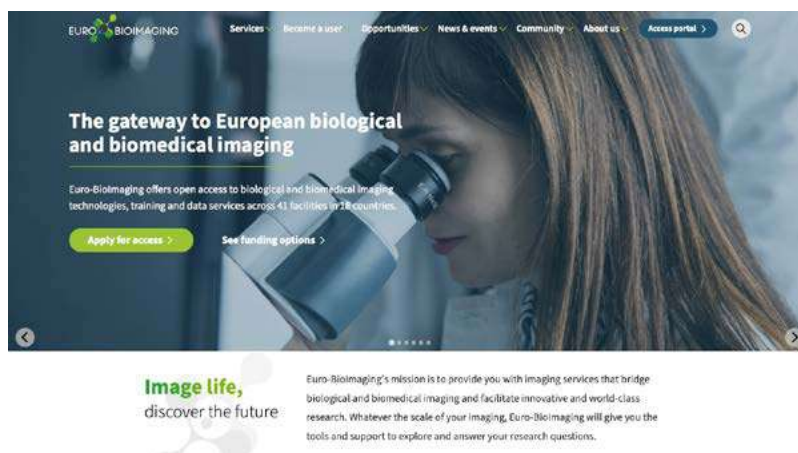 EURO BIOIMAGING
Services Become a user Opportunities News & events Community About us Access portal
The gateway to European biological
and biomedical imaging
Euro-BioImaging offers open access to biological and biomedical imaging
technologies, training and data services across 41 facilities in 18 countries.
Apply for access See funding options
Image life,
discover the future
Euro-BioImaging's mission is to provide you with imaging services that bridge
biological and biomedical imaging and facilitate innovative and world-class
research. Whatever the scale of your imaging, Euro-BioImaging will give you the
tools and support to explore and answer your research questions.